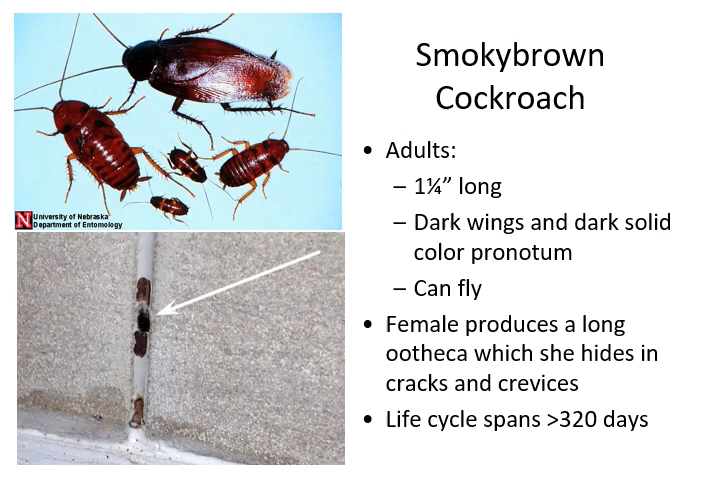 Smokybrown
Cockroach
• Adults:
– 1¼” long
– Dark wings and dark solid
color pronotum
– Can fly
• Female produces a long
ootheca which she hides in
cracks and crevices
• Life cycle spans >320 days
N University of Nebraska
Department of Entomology